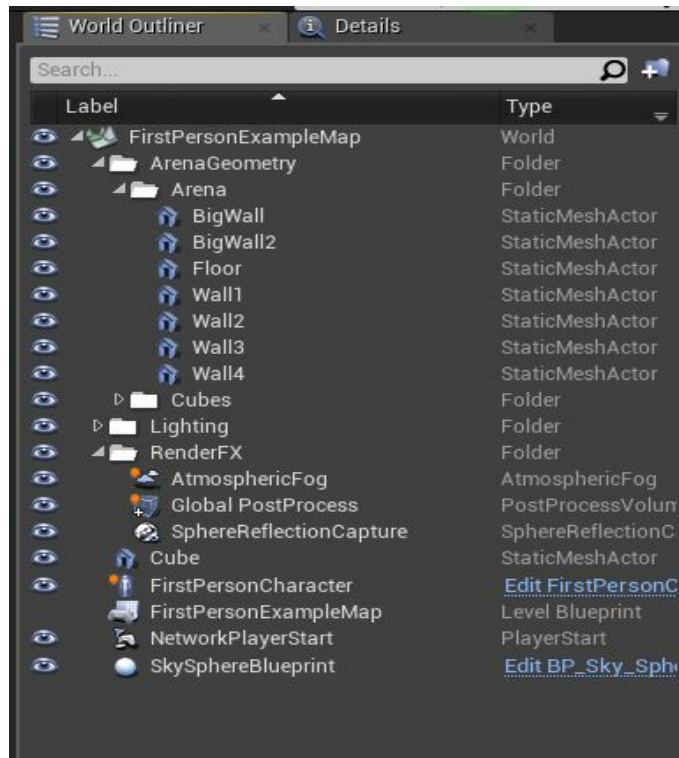 World Outliner Details
Search...
Label Type
FirstPersonExampleMap World
ArenaGeometry Folder
Arena Folder
BigWall StaticMeshActor
BigWall2 StaticMeshActor
Floor StaticMeshActor
Wall1 StaticMeshActor
Wall2 StaticMeshActor
Wall3 StaticMeshActor
Wall4 StaticMeshActor
Cubes Folder
Lighting Folder
RenderFX Folder
AtmosphericFog AtmosphericFog
Global PostProcess PostProcessVolum
SphereReflectionCapture SphereReflectionC
Cube StaticMeshActor
FirstPersonCharacter Edit FirstPersonC
FirstPersonExampleMap Level Blueprint
NetworkPlayerStart PlayerStart
SkySphereBlueprint Edit BP_Sky_Sph